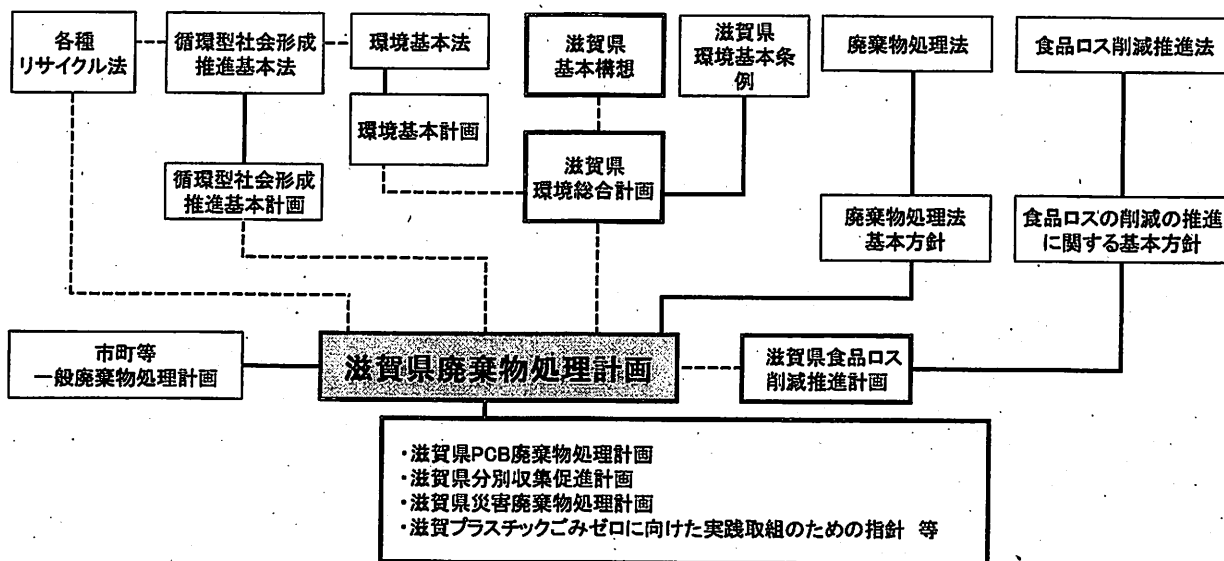 各種
リサイクル法
循環型社会形成
推進基本法
環境基本法
滋賀県
基本構想
滋賀県
環境基本条
例
廃棄物処理法
食品ロス削減推進法
環境基本計画
循環型社会形成
推進基本計画
滋賀県
環境総合計画
廃棄物処理法
基本方針
食品ロスの削減の推進
に関する基本方針
市町等
一般廃棄物処理計画
滋賀県廃棄物処理計画
滋賀県食品ロス
削減推進計画
・滋賀県PCB廃棄物処理計画
・滋賀県分別収集促進計画
・滋賀県災害廃棄物処理計画
・滋賀プラスチックごみゼロに向けた実践取組のための指針 等